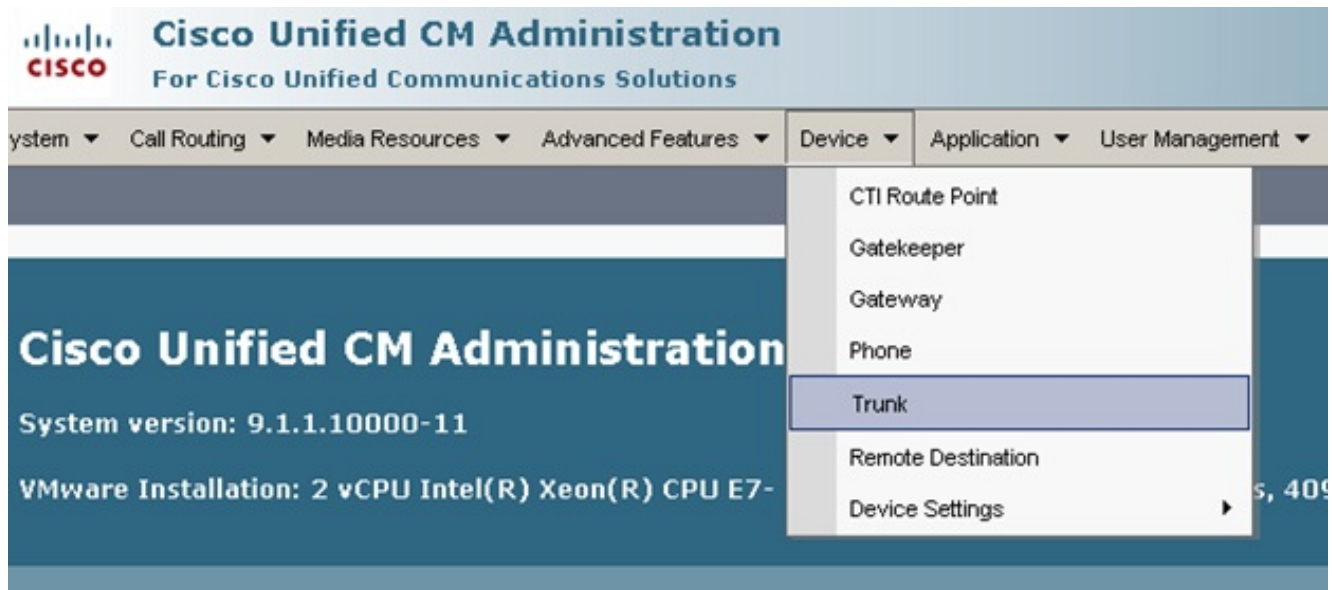 Cisco Unified CM Administration
CISCO
For Cisco Unified Communications Solutions
ystem Call Routing Media Resources Advanced Features Device Application User Management
CTI Route Point
Gatekeeper
Gateway
Phone
Trunk
Remote Destination
Device Settings
Cisco Unified CM Administration
System version: 9.1.1.10000-11
VMware Installation: 2 vCPU Intel(R) Xeon(R) CPU E7- s, 409